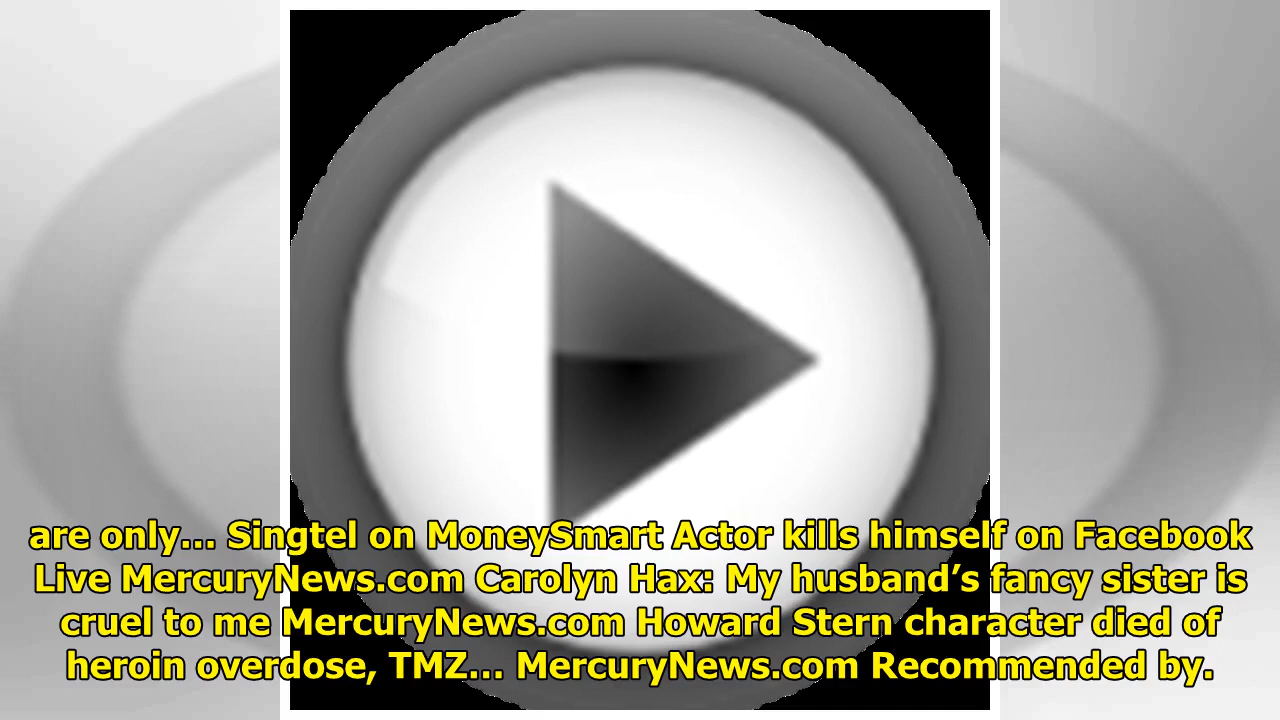 are only... Singtel on MoneySmart Actor kills himself on Facebook
Live MercuryNews.com Carolyn Hax: My husband’s fancy sister is
cruel to me MercuryNews.com Howard Stern character died of
heroin overdose, TMZ... MercuryNews.com Recommended by.